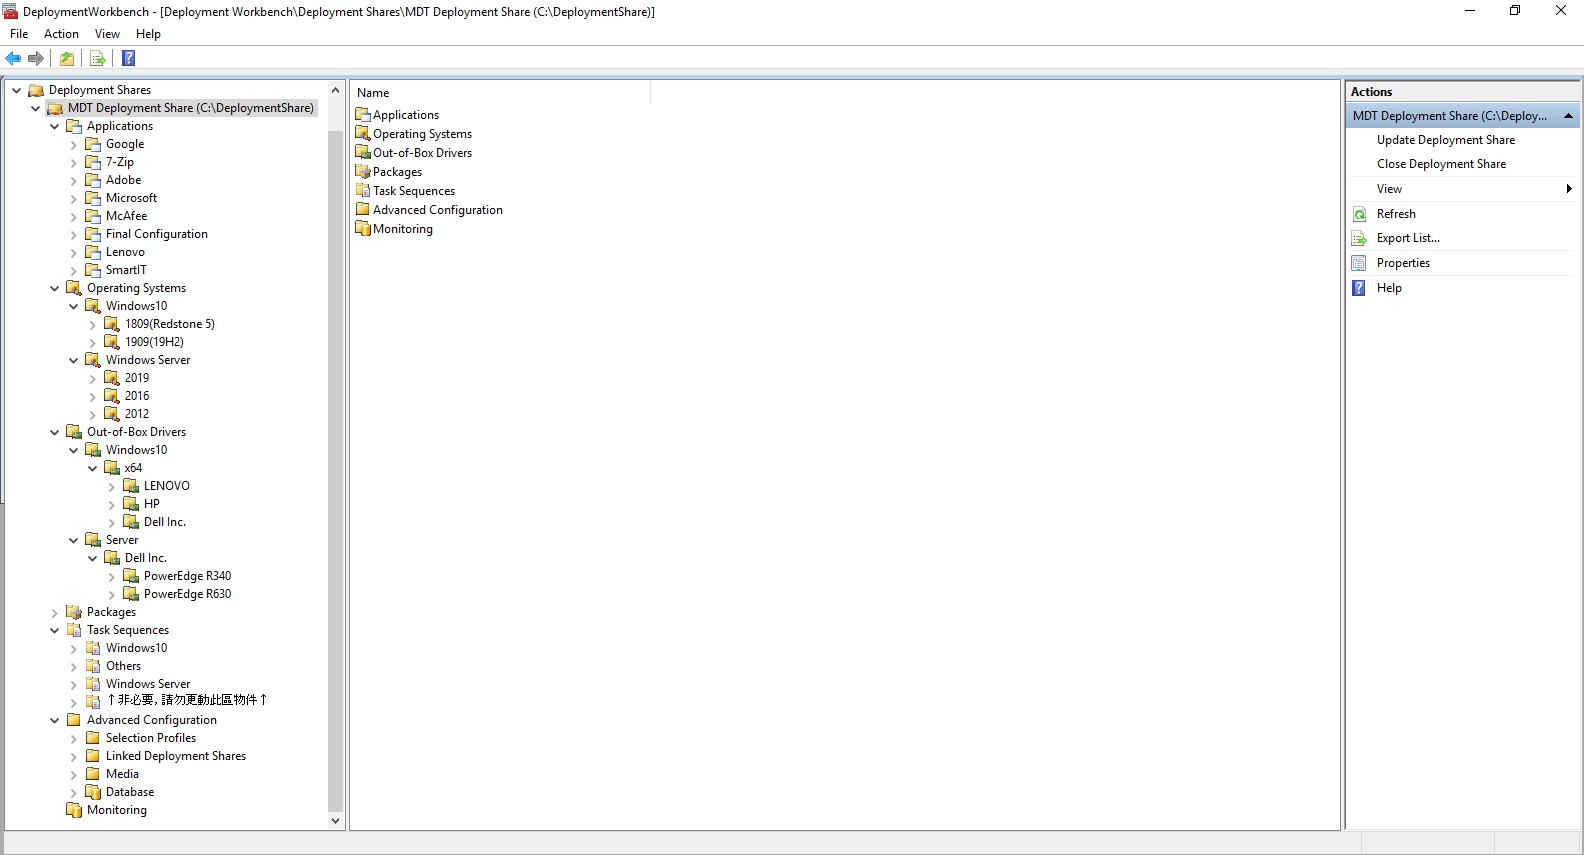 DeploymentWorkbench - [Deployment Workbench\Deployment Shares\MDT Deployment Share (C:\DeploymentShare)]
File Action View Help
Deployment Shares
MDT Deployment Share (C:\DeploymentShare)
Applications
Google
7-Zip
Adobe
Microsoft
McAfee
Final Configuration
Lenovo
SmartIT
Operating Systems
Windows10
1809(Redstone 5)
1909(19H2)
Windows Server
2019
2016
2012
Out-of-Box Drivers
Windows10
x64
LENOVO
HP
Dell Inc.
Server
Dell Inc.
PowerEdge R340
PowerEdge R630
Packages
Task Sequences
Windows10
Others
Windows Server
↑非必要,請勿更動此區物件↑
Advanced Configuration
Selection Profiles
Linked Deployment Shares
Media
Database
Monitoring
Name
Applications
Operating Systems
Out-of-Box Drivers
Packages
Task Sequences
Advanced Configuration
Monitoring
Actions
MDT Deployment Share (C:\Deploy...
Update Deployment Share
Close Deployment Share
View
Refresh
Export List...
Properties
Help